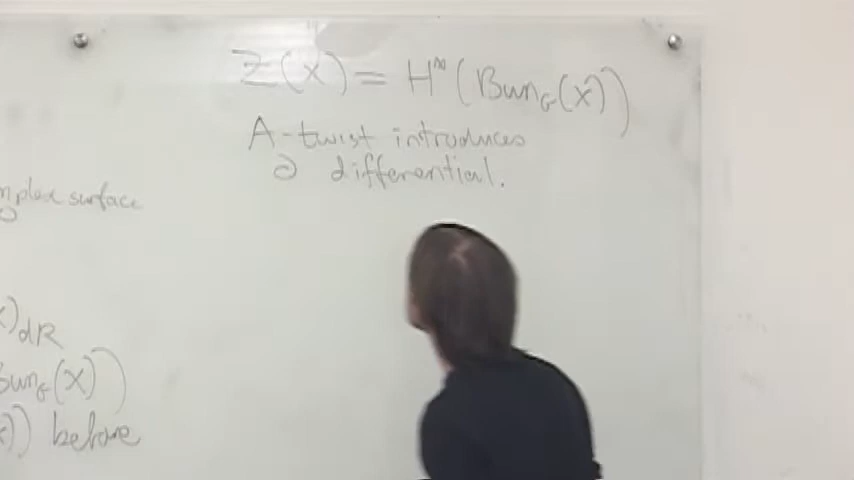 mplex surface
)dR
Bun_G(X))
)) before
Z(X) = H^*(Bun_G(X))
A-twist introduces
∂ differential.